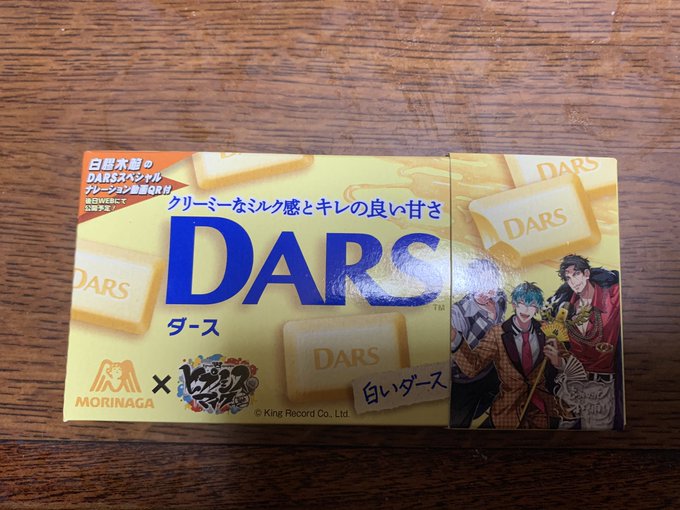 白膠木簓の
DARSスペシャル
ナレーション動画QR付
後日WEBにて
公開予定!
クリーミーなミルク感とキレの良い甘さ
DARS
TM
ダース
DARS
DARS
DARS
DARS
白いダース
MORINAGA
×
ヒプノシスマイク
© King Record Co., Ltd.